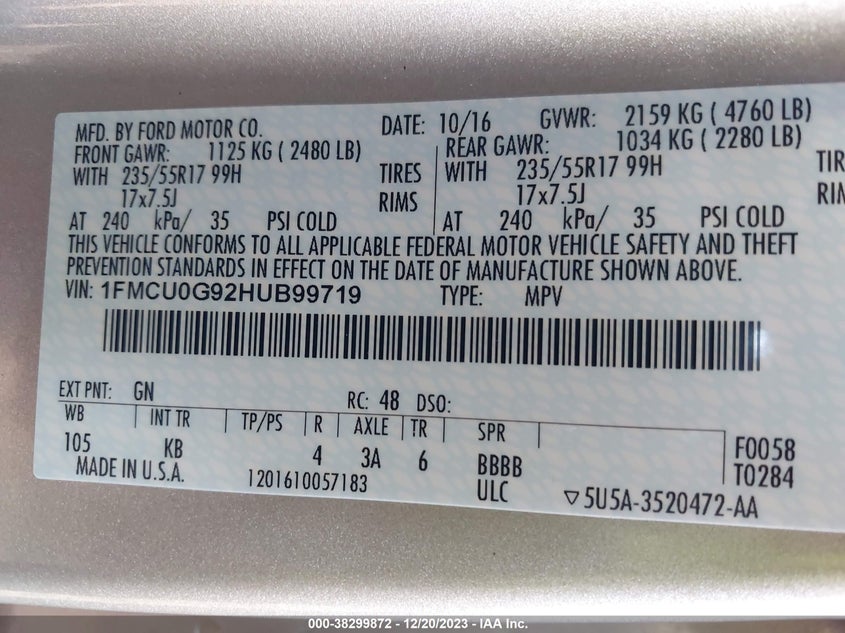 MFD. BY FORD MOTOR CO. DATE: 10/16 GVWR: 2159 KG ( 4760 LB)
FRONT GAWR: 1125 KG ( 2480 LB) REAR GAWR: 1034 KG ( 2280 LB)
WITH 235/55R17 99H TIRES WITH 235/55R17 99H
17x7.5J RIMS 17x7.5J
AT 240 kPa/ 35 PSI COLD AT 240 kPa/ 35 PSI COLD
THIS VEHICLE CONFORMS TO ALL APPLICABLE FEDERAL MOTOR VEHICLE SAFETY AND THEFT
PREVENTION STANDARDS IN EFFECT ON THE DATE OF MANUFACTURE SHOWN ABOVE.
VIN: 1FMCU0G92HUB99719 TYPE: MPV
EXT PNT: GN RC: 48 DSO:
WB INT TR TP/PS R AXLE TR SPR
105 KB 4 3A 6 BBBB F0058
MADE IN U.S.A. 1201610057183 ULC T0284
▽5U5A-3520472-AA
000-38299872 - 12/20/2023 - IAA Inc.